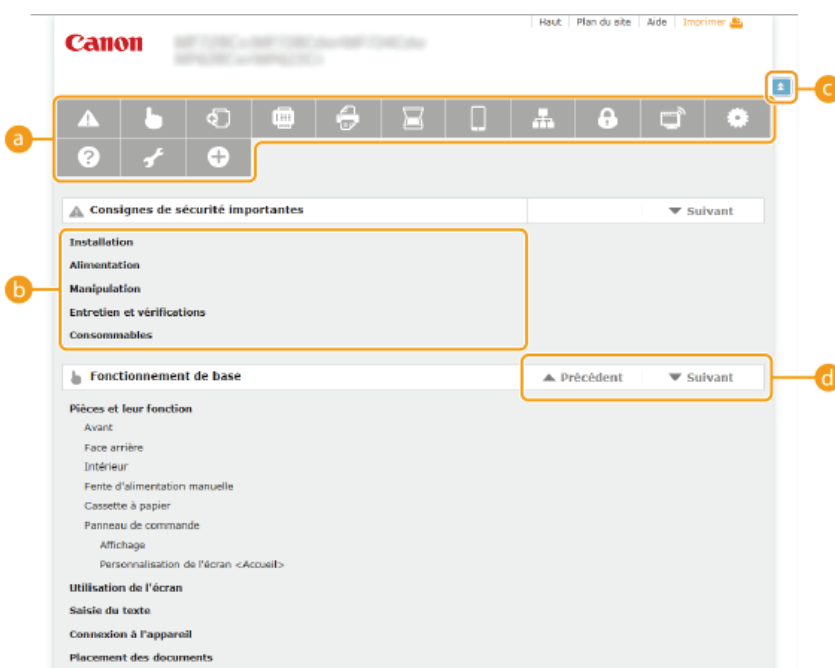 Haut Plan du site Aide Imprimer
Canon
c
a
Consignes de sécurité importantes Suivant
Installation
Alimentation
b
Manipulation
Entretien et vérifications
Consommables
Fonctionnement de base Précédent Suivant
d
Pièces et leur fonction
Avant
Face arrière
Intérieur
Fente d'alimentation manuelle
Cassette à papier
Panneau de commande
Affichage
Personnalisation de l'écran <Accueil>
Utilisation de l'écran
Saisie du texte
Connexion à l'appareil
Placement des documents